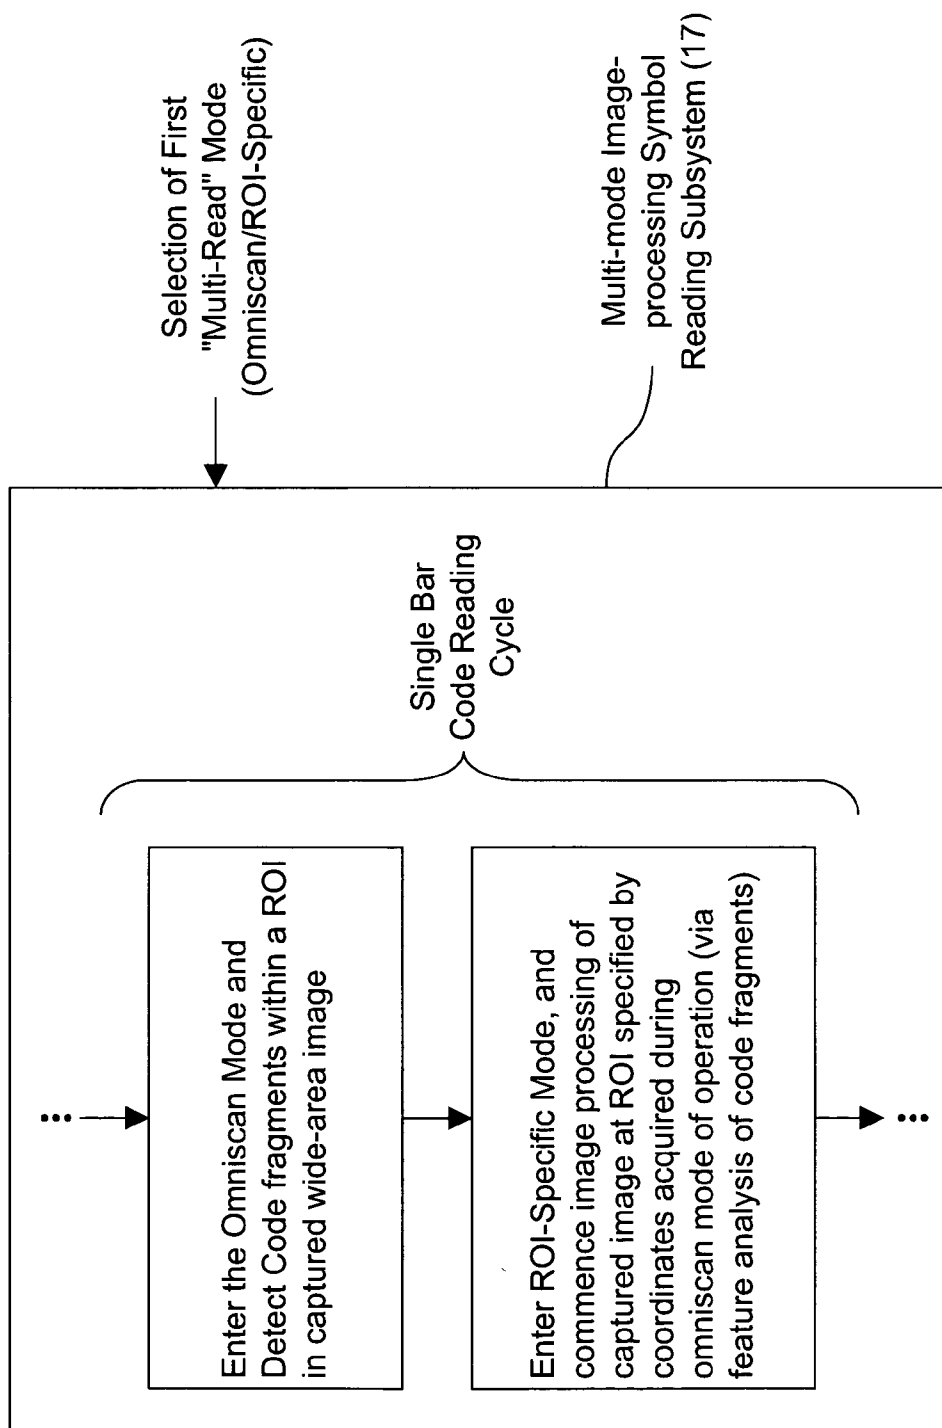 Selection of First
"Multi-Read" Mode
(Omniscan/ROI-Specific)
Multi-mode Image-
processing Symbol
Reading Subsystem (17)
Single Bar
Code Reading
Cycle
Enter the Omniscan Mode and
Detect Code fragments within a ROI
in captured wide-area image
Enter ROI-Specific Mode, and
commence image processing of
captured image at ROI specified by
coordinates acquired during
omniscan mode of operation (via
feature analysis of code fragments)